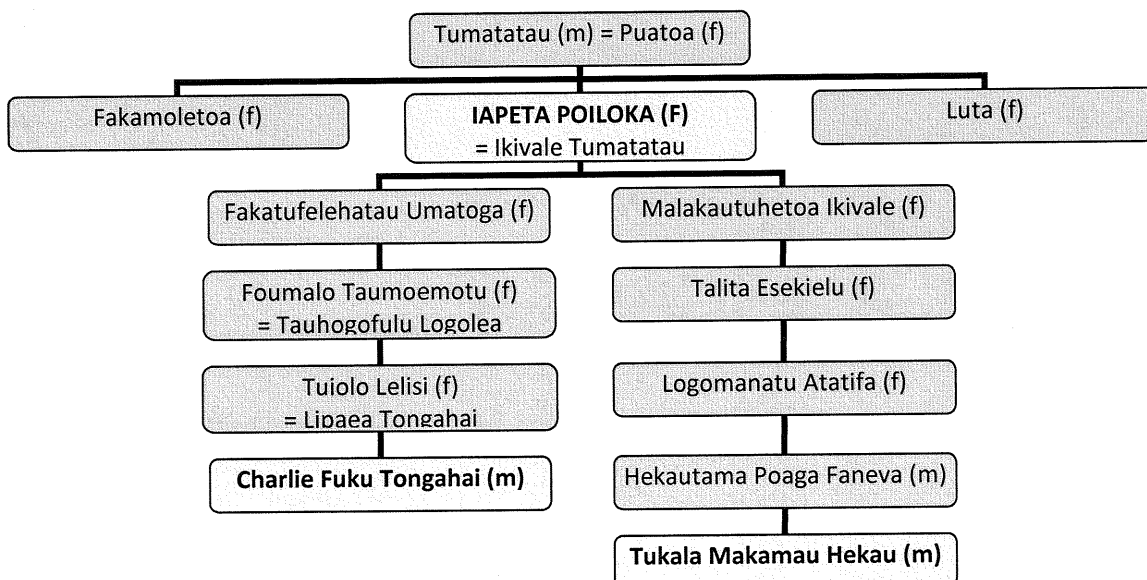 Tumatatau (m) = Puatoa (f)
Fakamoletoa (f)
IAPETA POILOKA (F)
= Ikivale Tumatatau
Luta (f)
Fakatufelehatau Umatoga (f)
Malakautuhetoa Ikivale (f)
Foumalo Taumoemotu (f)
= Tauhogofulu Logolea
Talita Esekielu (f)
Tuiolo Lelisi (f)
= Lipaea Tongahai
Logomanatu Atatifa (f)
Charlie Fuku Tongahai (m)
Hekautama Poaga Faneva (m)
Tukala Makamau Hekau (m)